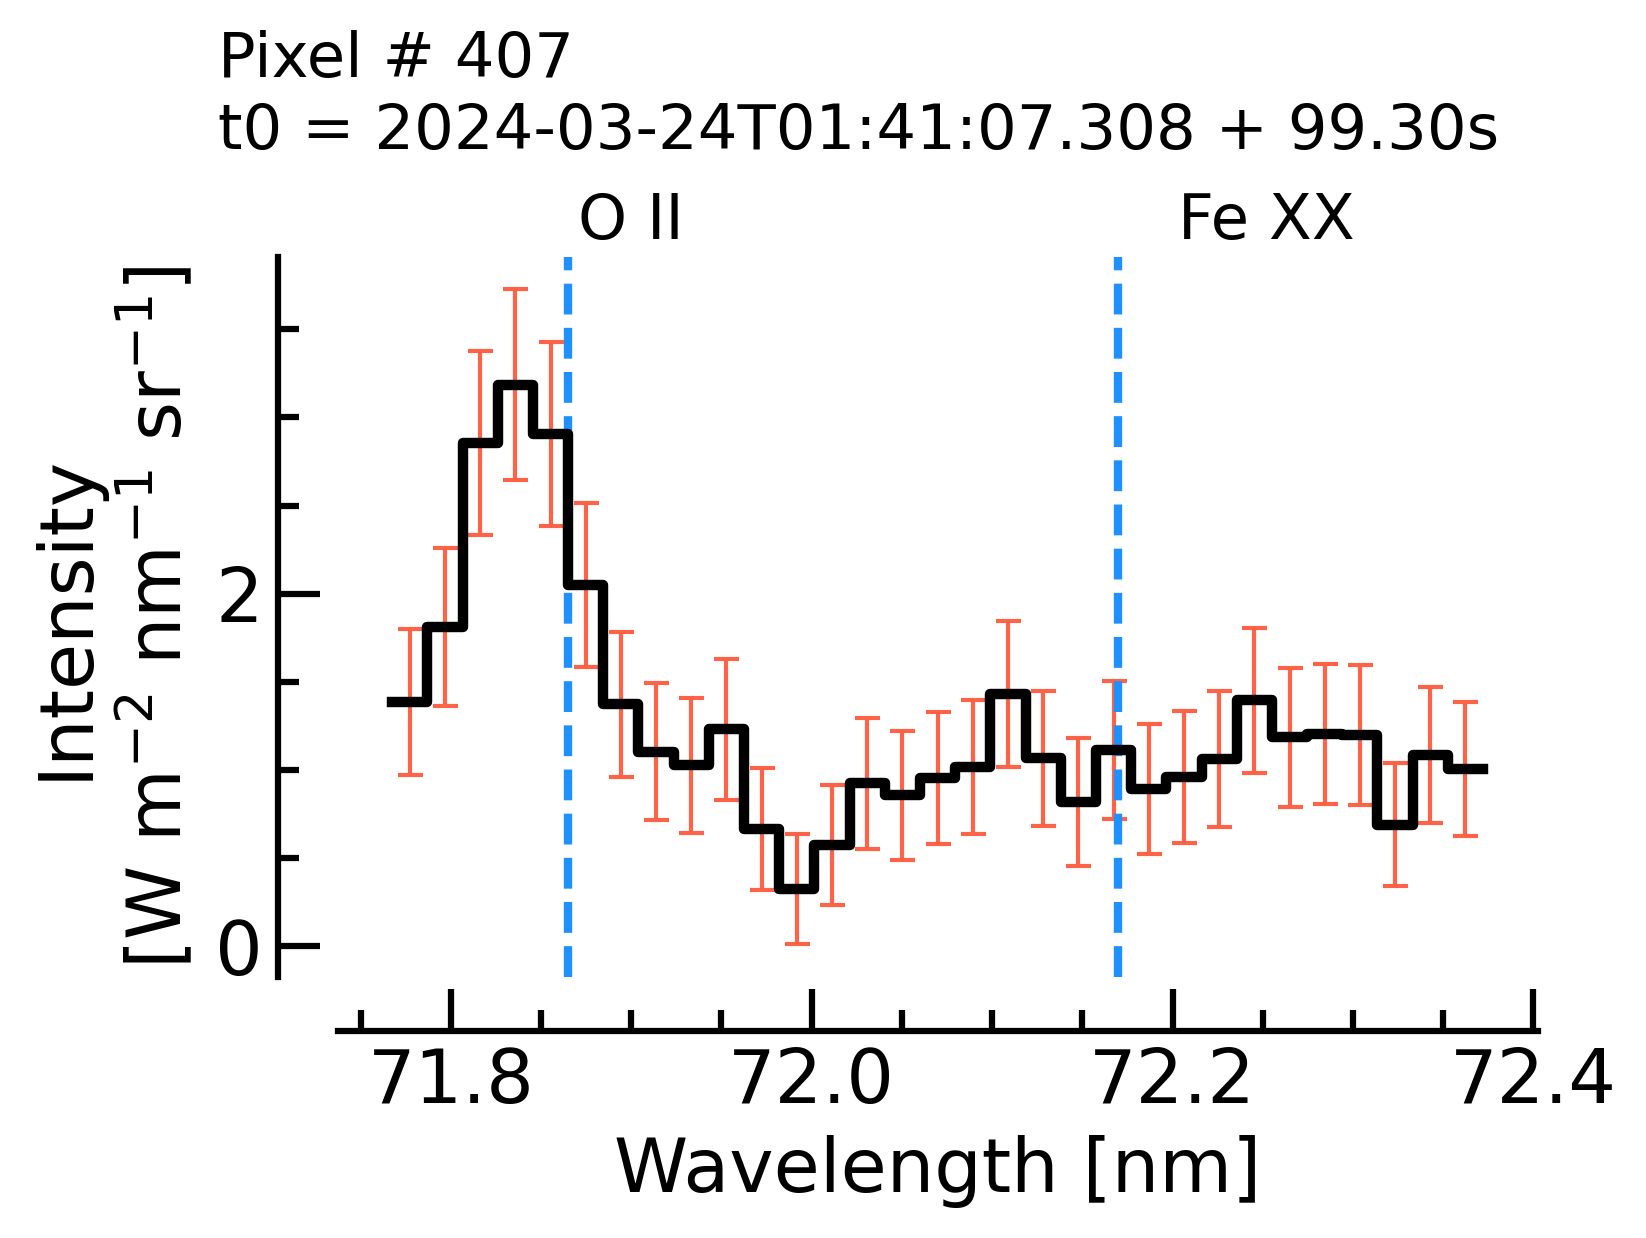 Pixel # 407
t0 = 2024-03-24T01:41:07.308 + 99.30s
O II
Fe XX
Intensity
[W m⁻² nm⁻¹ sr⁻¹]
2
0
71.8
72.0
72.2
72.4
Wavelength [nm]